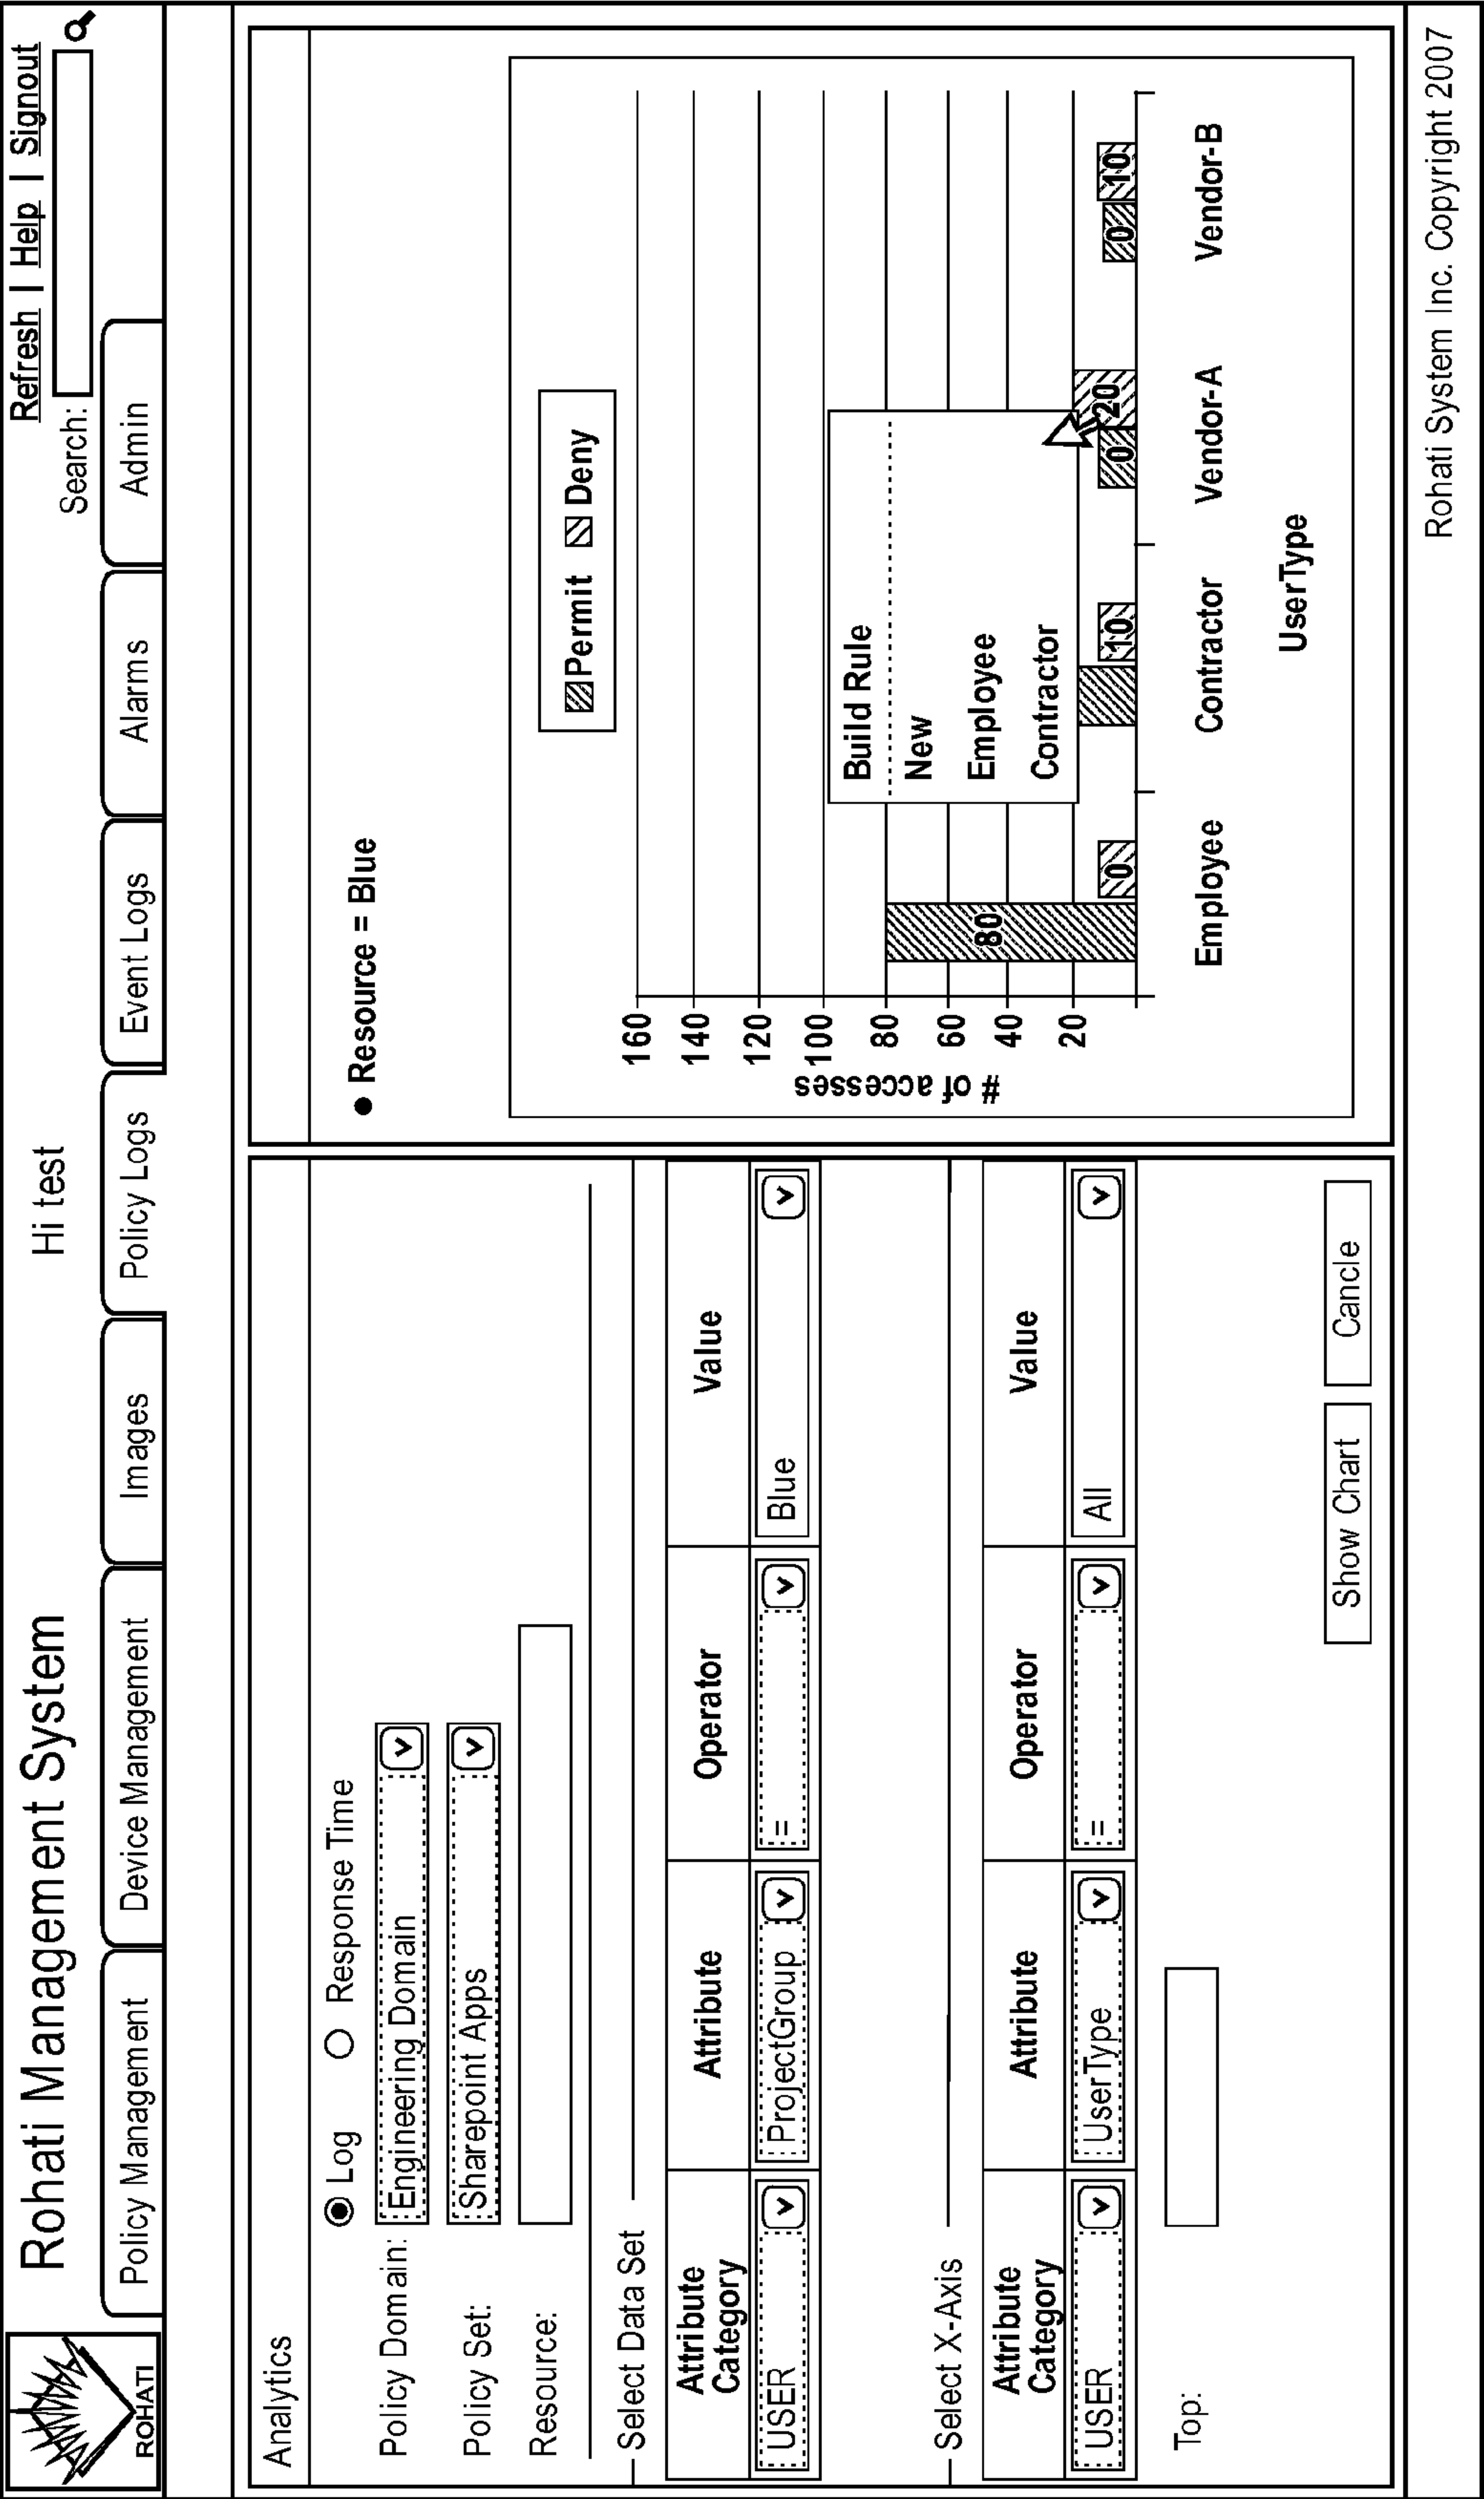 ROHATI
Rohati Management System
Hi test
Refresh | Help | Signout
Search:
Policy Management
Device Management
Images
Policy Logs
Event Logs
Alarms
Admin
Analytics
Log
Response Time
Policy Domain:
Engineering Domain
Policy Set:
Sharepoint Apps
Resource:
Select Data Set
Attribute Category
Attribute
Operator
Value
USER
ProjectGroup
=
Blue
Select X-Axis
Attribute Category
Attribute
Operator
Value
USER
UserType
=
All
Top:
Show Chart
Cancle
• Resource = Blue
Permit
Deny
# of accesses
160
140
120
100
80
60
40
20
Build Rule
New
Employee
Contractor
80
0
10
0
20
0
10
Employee
Contractor
Vendor-A
Vendor-B
UserType
Rohati System Inc. Copyright 2007